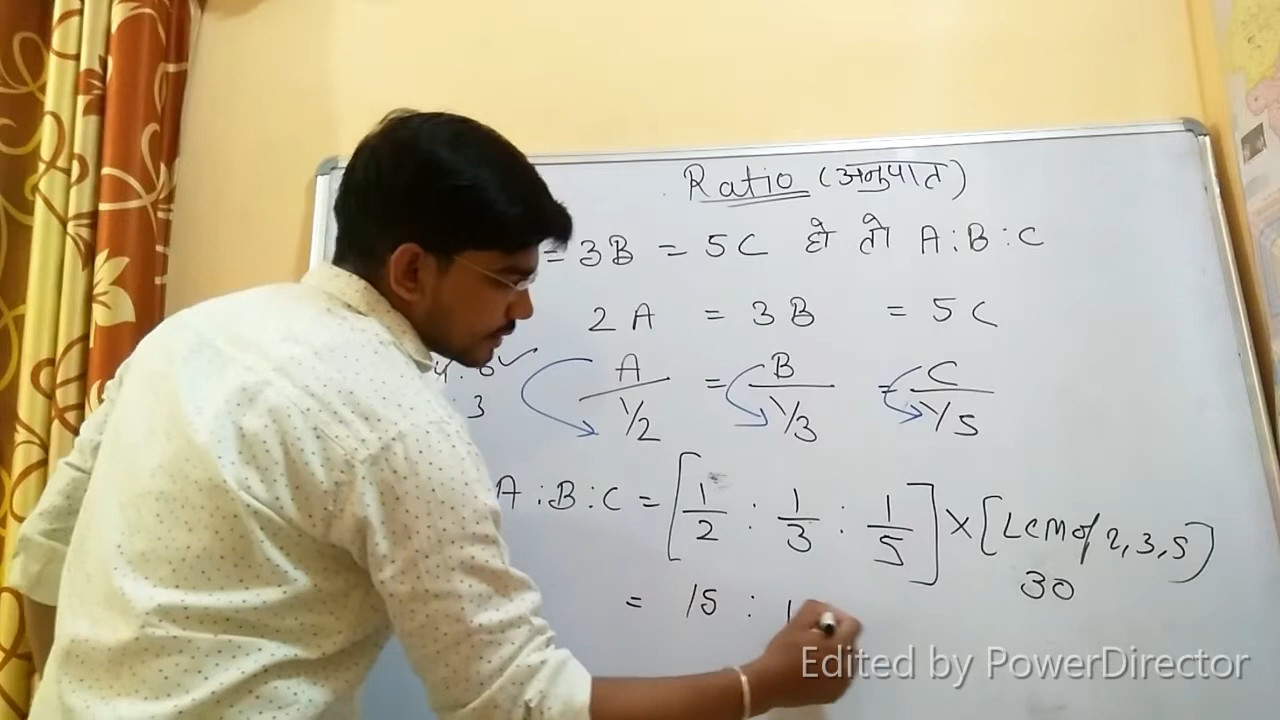 Ratio (अनुपात)
= 3B = 5C हो तो A:B:C
2A = 3B = 5C
A/1/2 = B/1/3 = C/1/5
3
A:B:C = [1/2 : 1/3 : 1/5] × [LCM of 2,3,5)
30
= 15 : 1
Edited by PowerDirector